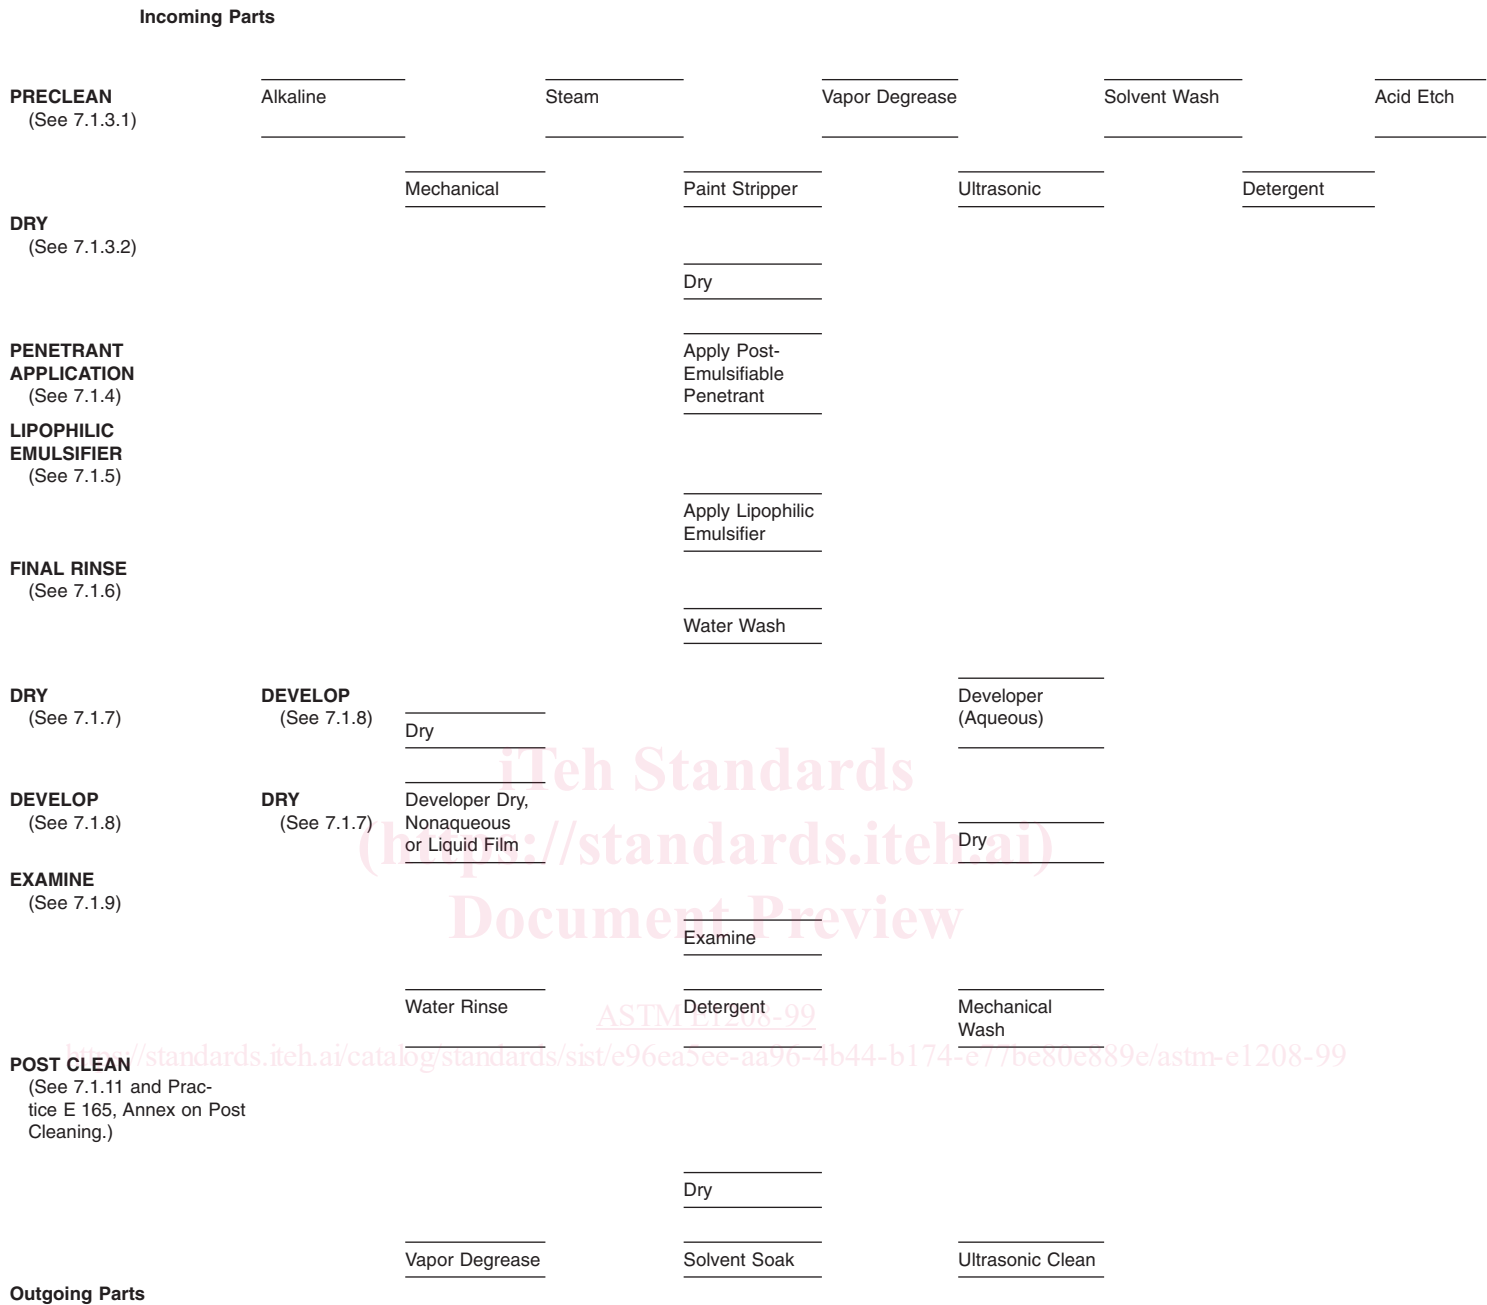 Incoming Parts
PRECLEAN Alkaline Steam Vapor Degrease Solvent Wash Acid Etch
(See 7.1.3.1)
Mechanical Paint Stripper Ultrasonic Detergent
DRY
(See 7.1.3.2)
Dry
PENETRANT Apply Post-
APPLICATION Emulsifiable
(See 7.1.4) Penetrant
LIPOPHILIC
EMULSIFIER
(See 7.1.5)
Apply Lipophilic
Emulsifier
FINAL RINSE
(See 7.1.6)
Water Wash
DRY DEVELOP Developer
(See 7.1.7) (See 7.1.8) (Aqueous)
Dry
iTeh Standards
DEVELOP DRY Developer Dry,
(See 7.1.8) (See 7.1.7) Nonaqueous
or Liquid Film Dry
(https://standards.iteh.ai)
EXAMINE
(See 7.1.9)
Document Preview
Examine
Water Rinse Detergent Mechanical
Wash
ASTM E1208-99
https://standards.iteh.ai/catalog/standards/sist/e96ea5ee-aa96-4b44-b174-e77be80e889e/astm-e1208-99
POST CLEAN
(See 7.1.11 and Prac-
tice E 165, Annex on Post
Cleaning.)
Dry
Vapor Degrease Solvent Soak Ultrasonic Clean
Outgoing Parts